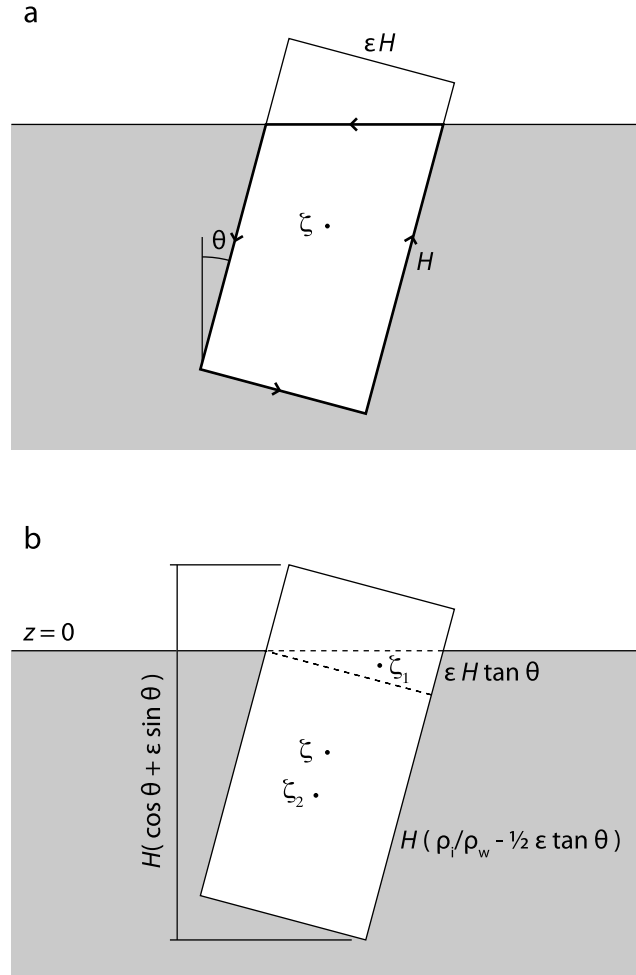 a
εH
ζ
θ
H
b
z = 0
ζ₁
ε H tan θ
H( cos θ + ε sin θ )
ζ
ζ₂
H ( ρᵢ/ρw - ½ ε tan θ )